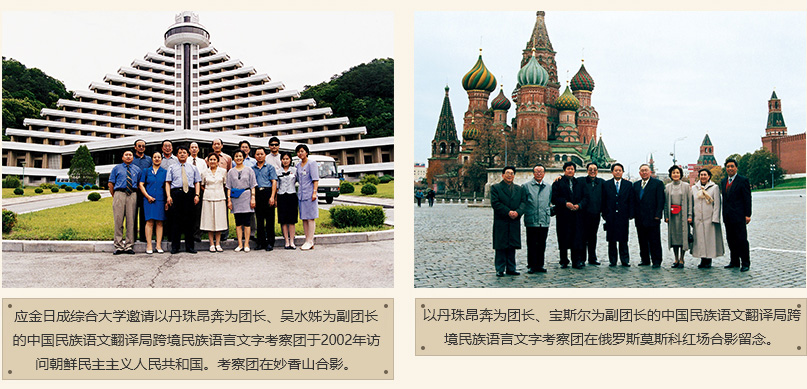 应金日成综合大学邀请以丹珠昂奔为团长、吴水姊为副团长
的中国民族语文翻译局跨境民族语言文字考察团于2002年访
问朝鲜民主主义人民共和国。考察团在妙香山合影。
以丹珠昂奔为团长、宝斯尔为副团长的中国民族语文翻译局跨
境民族语言文字考察团在俄罗斯莫斯科红场合影留念。